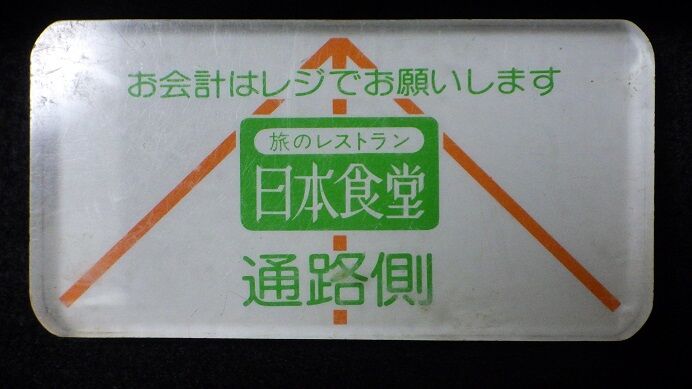 お会計はレジでお願いします
旅のレストラン
日本食堂
通路側